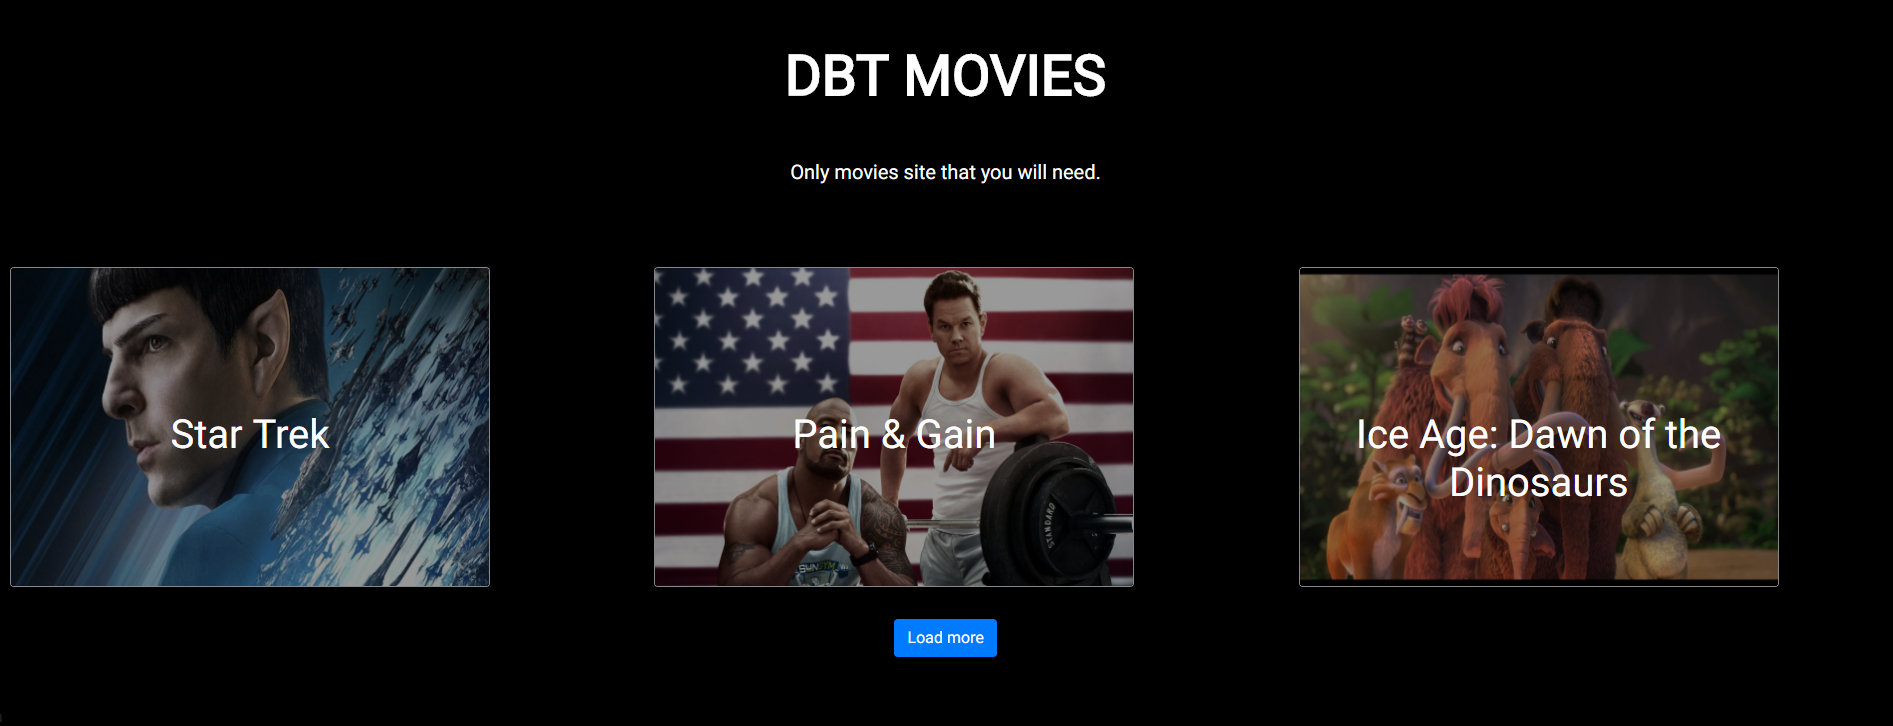 DBT MOVIES
Only movies site that you will need.
Star Trek
Pain & Gain
Ice Age: Dawn of the
Dinosaurs
STANDARD
Load more